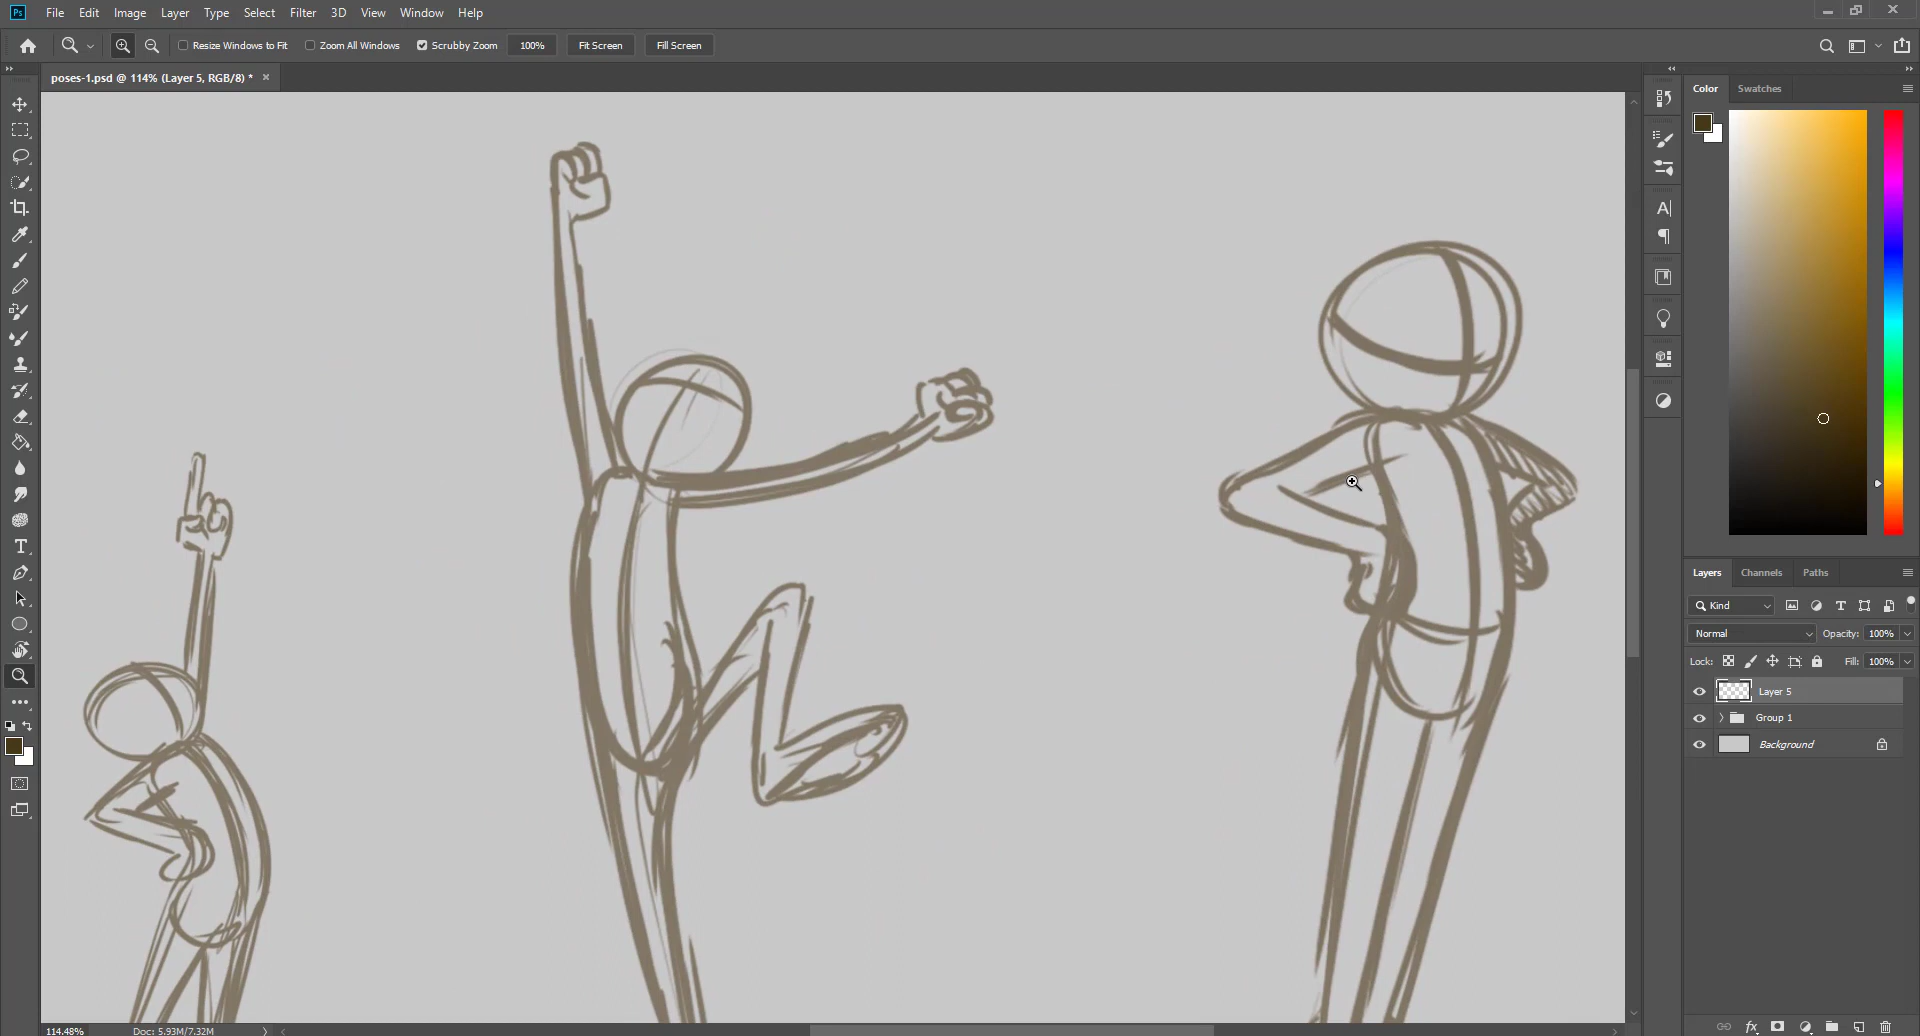 Ps File Edit Image Layer Type Select Filter 3D View Window Help
Resize Windows to Fit Zoom All Windows Scrubby Zoom 100% Fit Screen Fill Screen
poses-1.psd @ 114% (Layer 5, RGB/8) * ×
Color Swatches
Layers Channels Paths
Kind
Normal Opacity: 100%
Lock: Fill: 100%
Layer 5
Group 1
Background
114.48% Doc: 5.93M/7.32M